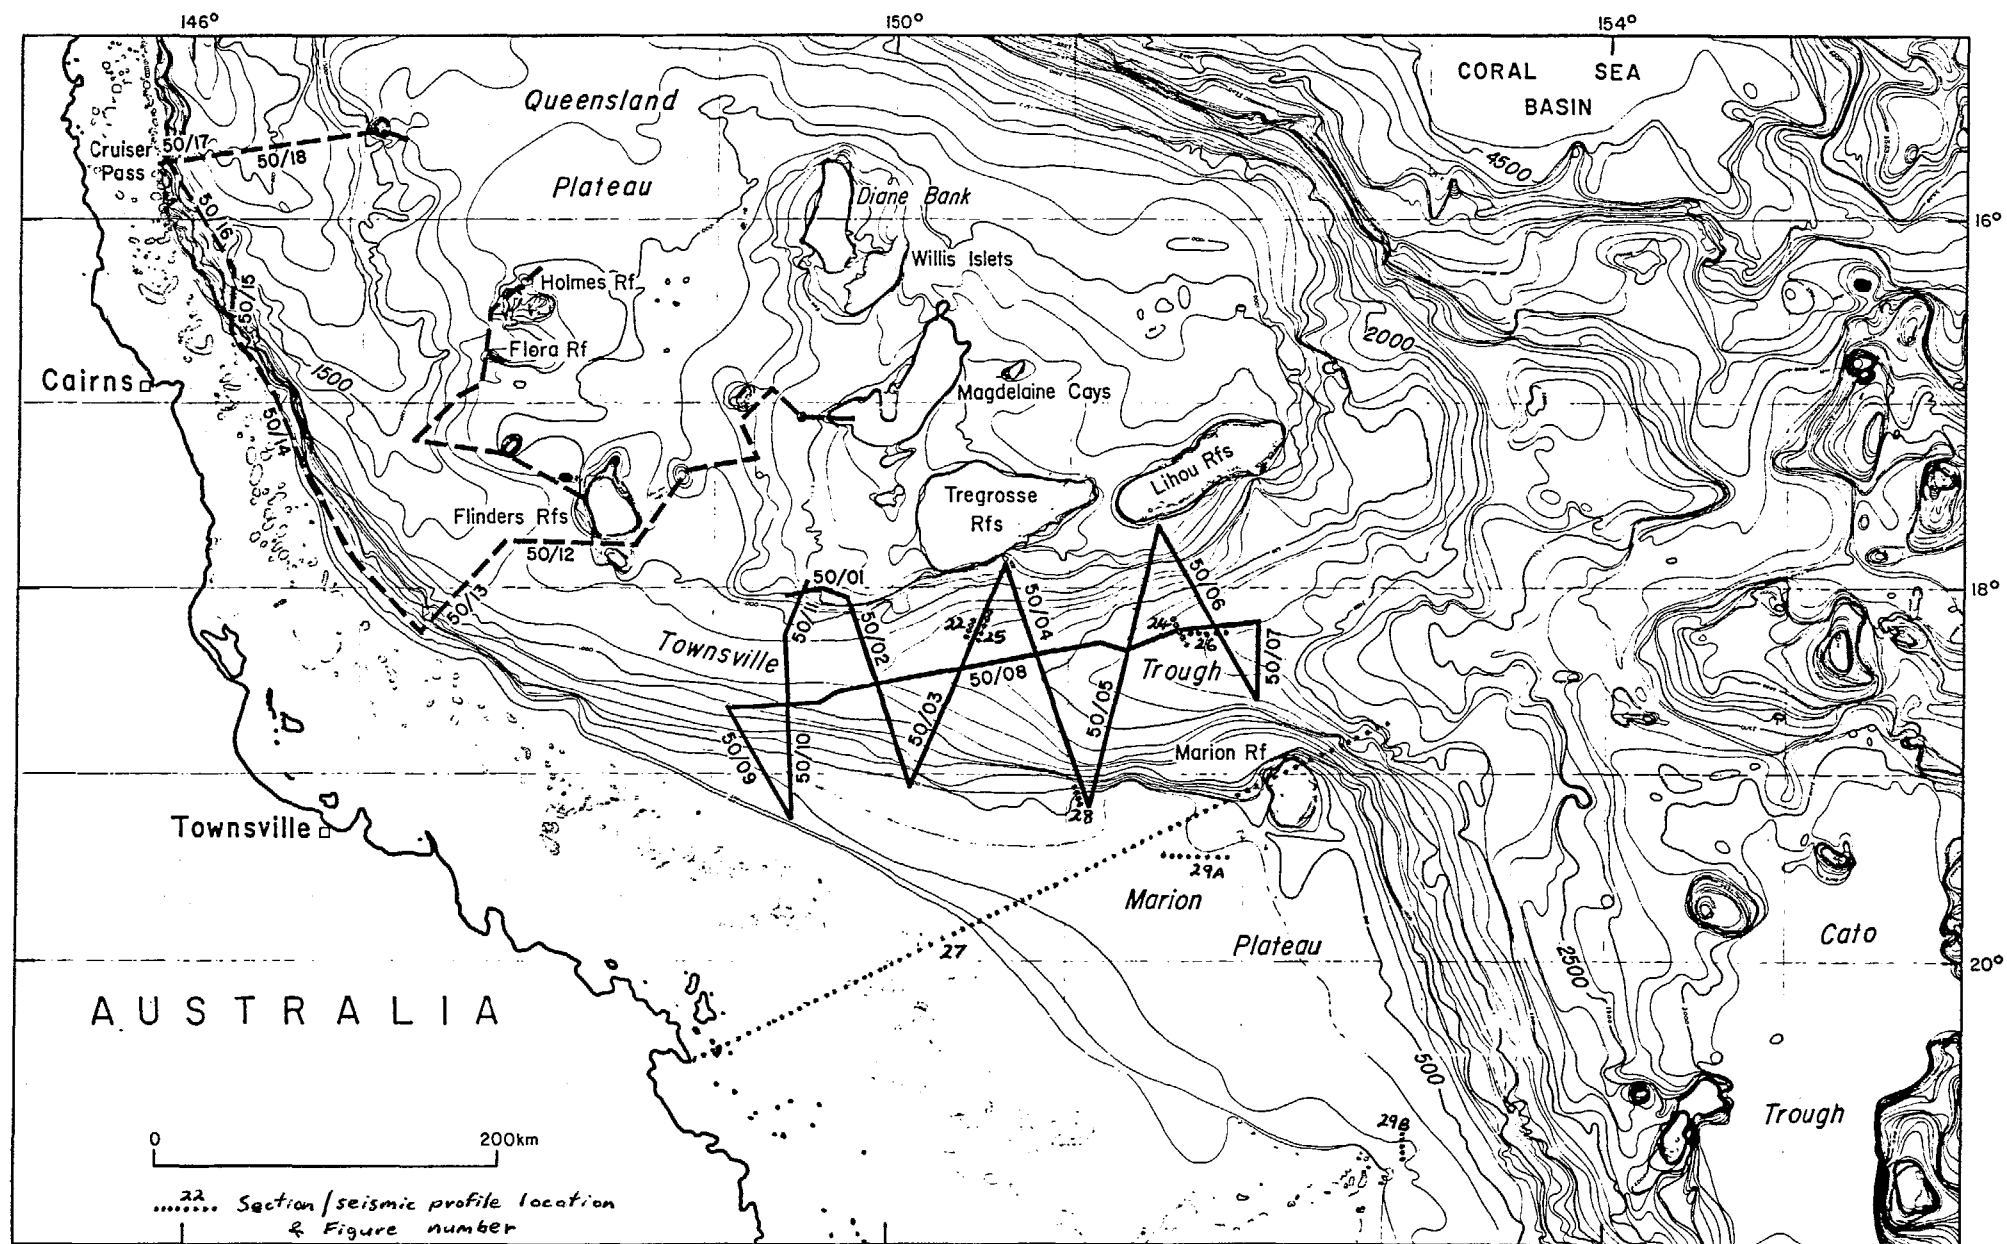 146°
150°
154°
CORAL SEA
BASIN
Queensland
Plateau
4500
Cruiser
Pass
50/17
50/18
50/16
Diane Bank
16°
Willis Islets
Holmes Rf
50/15
2000
Flora Rf
1500
Cairns
Magdelaine Cays
50/14
Lihou Rfs
Tregrosse
Rfs
Flinders Rfs
50/12
50/01
50/06
18°
50/13
50/11
50/02
50/04
22
25
24
26
Townsville
Trough
50/07
50/08
50/03
50/05
50/09
50/10
Marion Rf
28
Townsville
29A
Marion
Plateau
Cato
27
2500
20°
AUSTRALIA
500
Trough
29B
0 200km
22 Section/seismic profile location
& Figure number